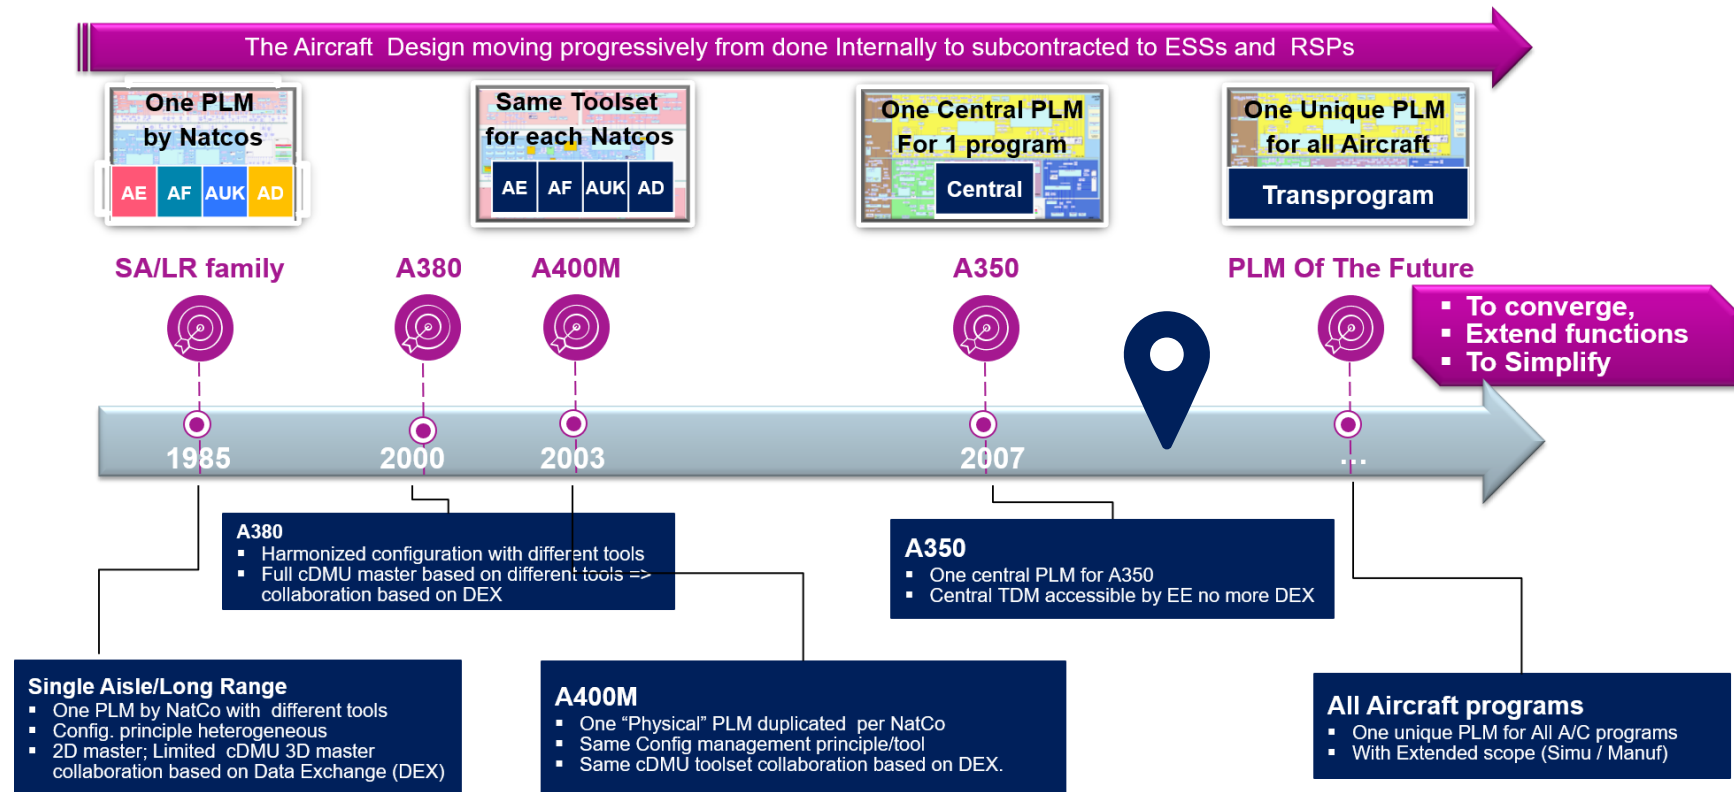 The Aircraft Design moving progressively from done Internally to subcontracted to ESSs and RSPs
One PLM
by Natcos
AE AF AUK AD
Same Toolset
for each Natcos
AE AF AUK AD
One Central PLM
For 1 program
Central
One Unique PLM
for all Aircraft
Transprogram
SA/LR family
A380
A400M
A350
PLM Of The Future
▪ To converge,
▪ Extend functions
▪ To Simplify
1985
2000
2003
2007
...
A380
▪ Harmonized configuration with different tools
▪ Full cDMU master based on different tools =>
collaboration based on DEX
A350
▪ One central PLM for A350
▪ Central TDM accessible by EE no more DEX
Single Aisle/Long Range
▪ One PLM by NatCo with different tools
▪ Config. principle heterogeneous
▪ 2D master; Limited cDMU 3D master
collaboration based on Data Exchange (DEX)
A400M
▪ One “Physical” PLM duplicated per NatCo
▪ Same Config management principle/tool
▪ Same cDMU toolset collaboration based on DEX.
All Aircraft programs
▪ One unique PLM for All A/C programs
▪ With Extended scope (Simu / Manuf)